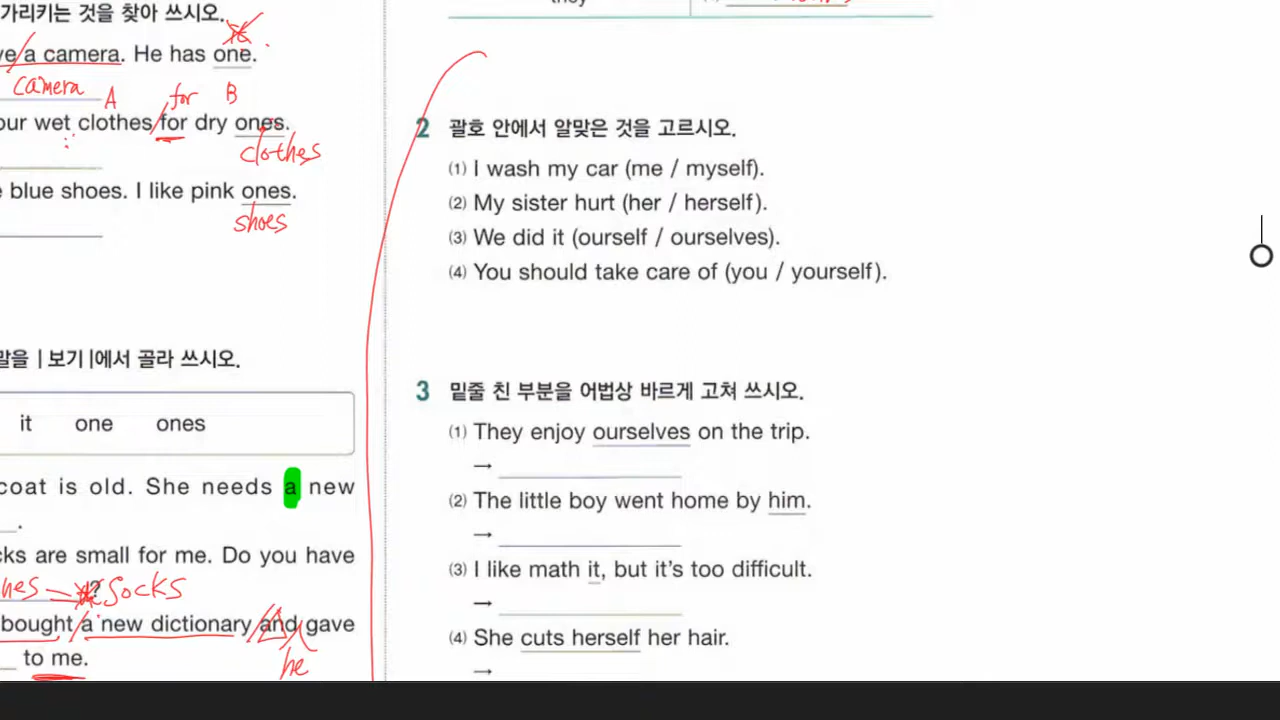 가리키는 것을 찾아 쓰시오.
a camera. He has one.
camera
A for B
wet clothes for dry ones.
clothes
blue shoes. I like pink ones.
shoes
말을 | 보기 |에서 골라 쓰시오.
it one ones
coat is old. She needs a new
.
are small for me. Do you have
? socks
bought a new dictionary and gave
he
to me.
they
2 괄호 안에서 알맞은 것을 고르시오.
(1) I wash my car (me / myself).
(2) My sister hurt (her / herself).
(3) We did it (ourself / ourselves).
(4) You should take care of (you / yourself).
3 밑줄 친 부분을 어법상 바르게 고쳐 쓰시오.
(1) They enjoy ourselves on the trip.
→
(2) The little boy went home by him.
→
(3) I like math it, but it's too difficult.
→
(4) She cuts herself her hair.
→